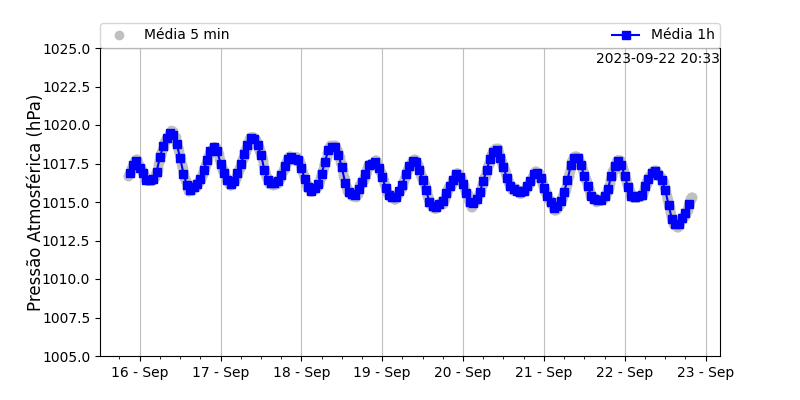 Média 5 min
Média 1h
2023-09-22 20:33
Pressão Atmosférica (hPa)
1025.0
1022.5
1020.0
1017.5
1015.0
1012.5
1010.0
1007.5
1005.0
16 - Sep
17 - Sep
18 - Sep
19 - Sep
20 - Sep
21 - Sep
22 - Sep
23 - Sep